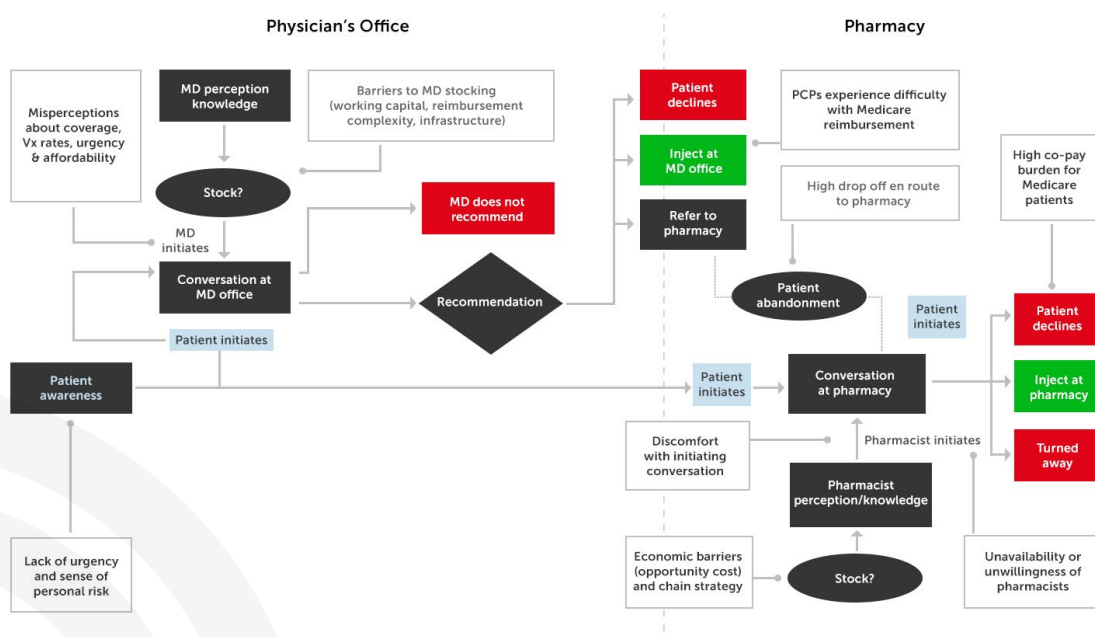 Physician's Office
Pharmacy
Misperceptions
about coverage,
Vx rates, urgency
& affordability
MD perception
knowledge
Barriers to MD stocking
(working capital, reimbursement
complexity, infrastructure)
Stock?
MD
initiates
Conversation at
MD office
Patient initiates
MD does not
recommend
Recommendation
Patient
awareness
Lack of urgency
and sense of
personal risk
Patient
declines
Inject at
MD office
Refer to
pharmacy
PCPs experience difficulty
with Medicare
reimbursement
High drop off en route
to pharmacy
High co-pay
burden for
Medicare
patients
Patient
abandonment
Patient
initiates
Patient
initiates
Conversation
at pharmacy
Patient
declines
Inject at
pharmacy
Turned
away
Discomfort
with initiating
conversation
Pharmacist initiates
Pharmacist
perception/knowledge
Economic barriers
(opportunity cost)
and chain strategy
Stock?
Unavailability or
unwillingness of
pharmacists